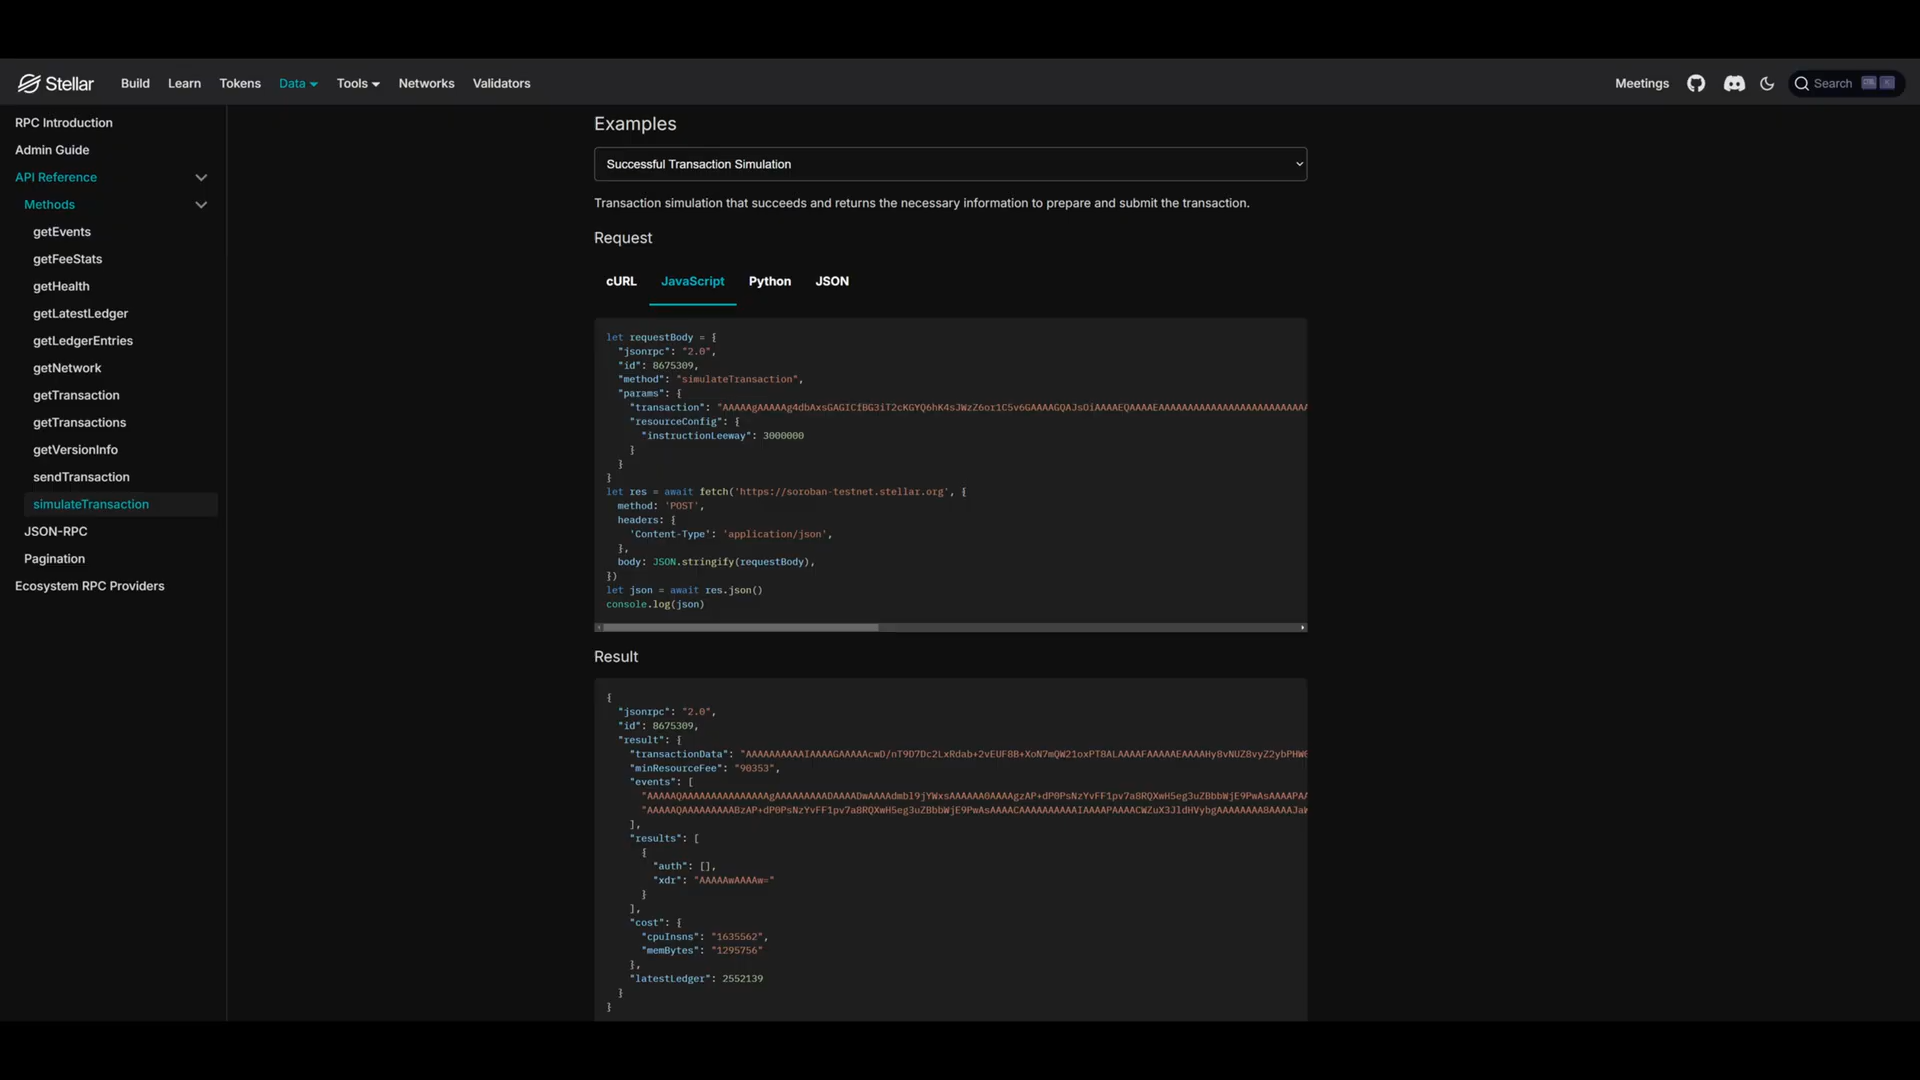 Stellar
Build
Learn
Tokens
Data
Tools
Networks
Validators
Meetings
Search
RPC Introduction
Admin Guide
API Reference
Methods
getEvents
getFeeStats
getHealth
getLatestLedger
getLedgerEntries
getNetwork
getTransaction
getTransactions
getVersionInfo
sendTransaction
simulateTransaction
JSON-RPC
Pagination
Ecosystem RPC Providers
Examples
Successful Transaction Simulation
Transaction simulation that succeeds and returns the necessary information to prepare and submit the transaction.
Request
cURL JavaScript Python JSON
let requestBody = {
"jsonrpc": "2.0",
"id": 8675309,
"method": "simulateTransaction",
"params": {
"transaction":
"resourceConfig": {
"instructionLeeway": 3000000
}
}
}
let res = await fetch('https://soroban-testnet.stellar.org', {
method: 'POST',
headers: {
'Content-Type': 'application/json',
},
body: JSON.stringify(requestBody),
})
let json = await res.json()
console.log(json)
Result
{
"jsonrpc": "2.0",
"id": 8675309,
"result": {
"transactionData":
"minResourceFee": "90353",
"events": [
],
"results": [
{
"auth": [],
"xdr": "AAAAAwAAAAw="
}
],
"cost": {
"cpuInsns": "1635562",
"memBytes": "1295756"
},
"latestLedger": 2552139
}
}